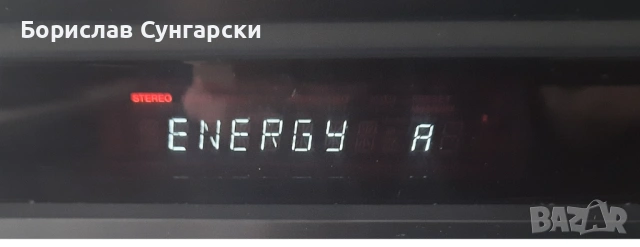 Борислав Сунгарски
STEREO
ENERGY A
BAZAR